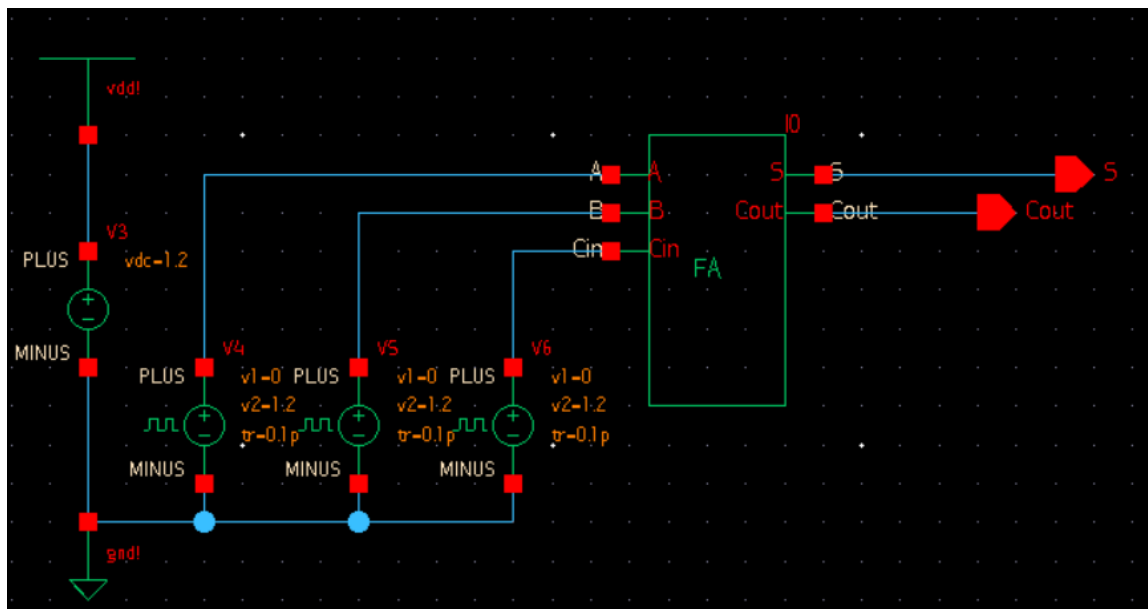 vdd!
V3
PLUS
vdc=1.2
MINUS
V4
PLUS
v1=0
v2=1.2
tr=0.1p
MINUS
V5
PLUS
v1=0
v2=1.2
tr=0.1p
MINUS
V6
PLUS
v1=0
v2=1.2
tr=0.1p
MINUS
gnd!
I0
A
A
B
B
Cin
Cin
FA
S
S
S
Cout
Cout
Cout